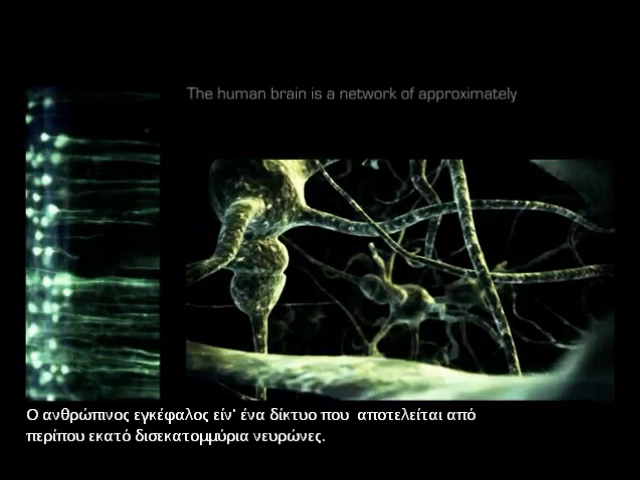 The human brain is a network of approximately
Ο ανθρώπινος εγκέφαλος είν' ένα δίκτυο που  αποτελείται από
περίπου εκατό δισεκατομμύρια νευρώνες.